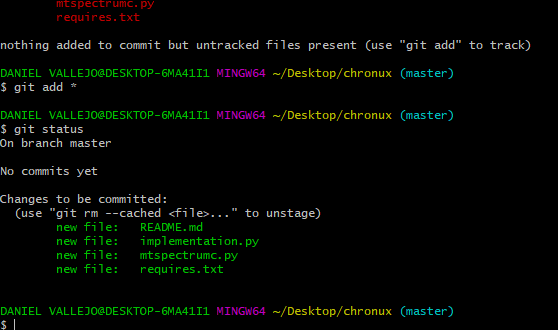 mtspectrumc.py
requires.txt
nothing added to commit but untracked files present (use "git add" to track)
DANIEL VALLEJO@DESKTOP-6MA41I1 MINGW64 ~/Desktop/chronux (master)
$ git add *
DANIEL VALLEJO@DESKTOP-6MA41I1 MINGW64 ~/Desktop/chronux (master)
$ git status
On branch master
No commits yet
Changes to be committed:
(use "git rm --cached <file>..." to unstage)
new file: README.md
new file: implementation.py
new file: mtspectrumc.py
new file: requires.txt
DANIEL VALLEJO@DESKTOP-6MA41I1 MINGW64 ~/Desktop/chronux (master)
$